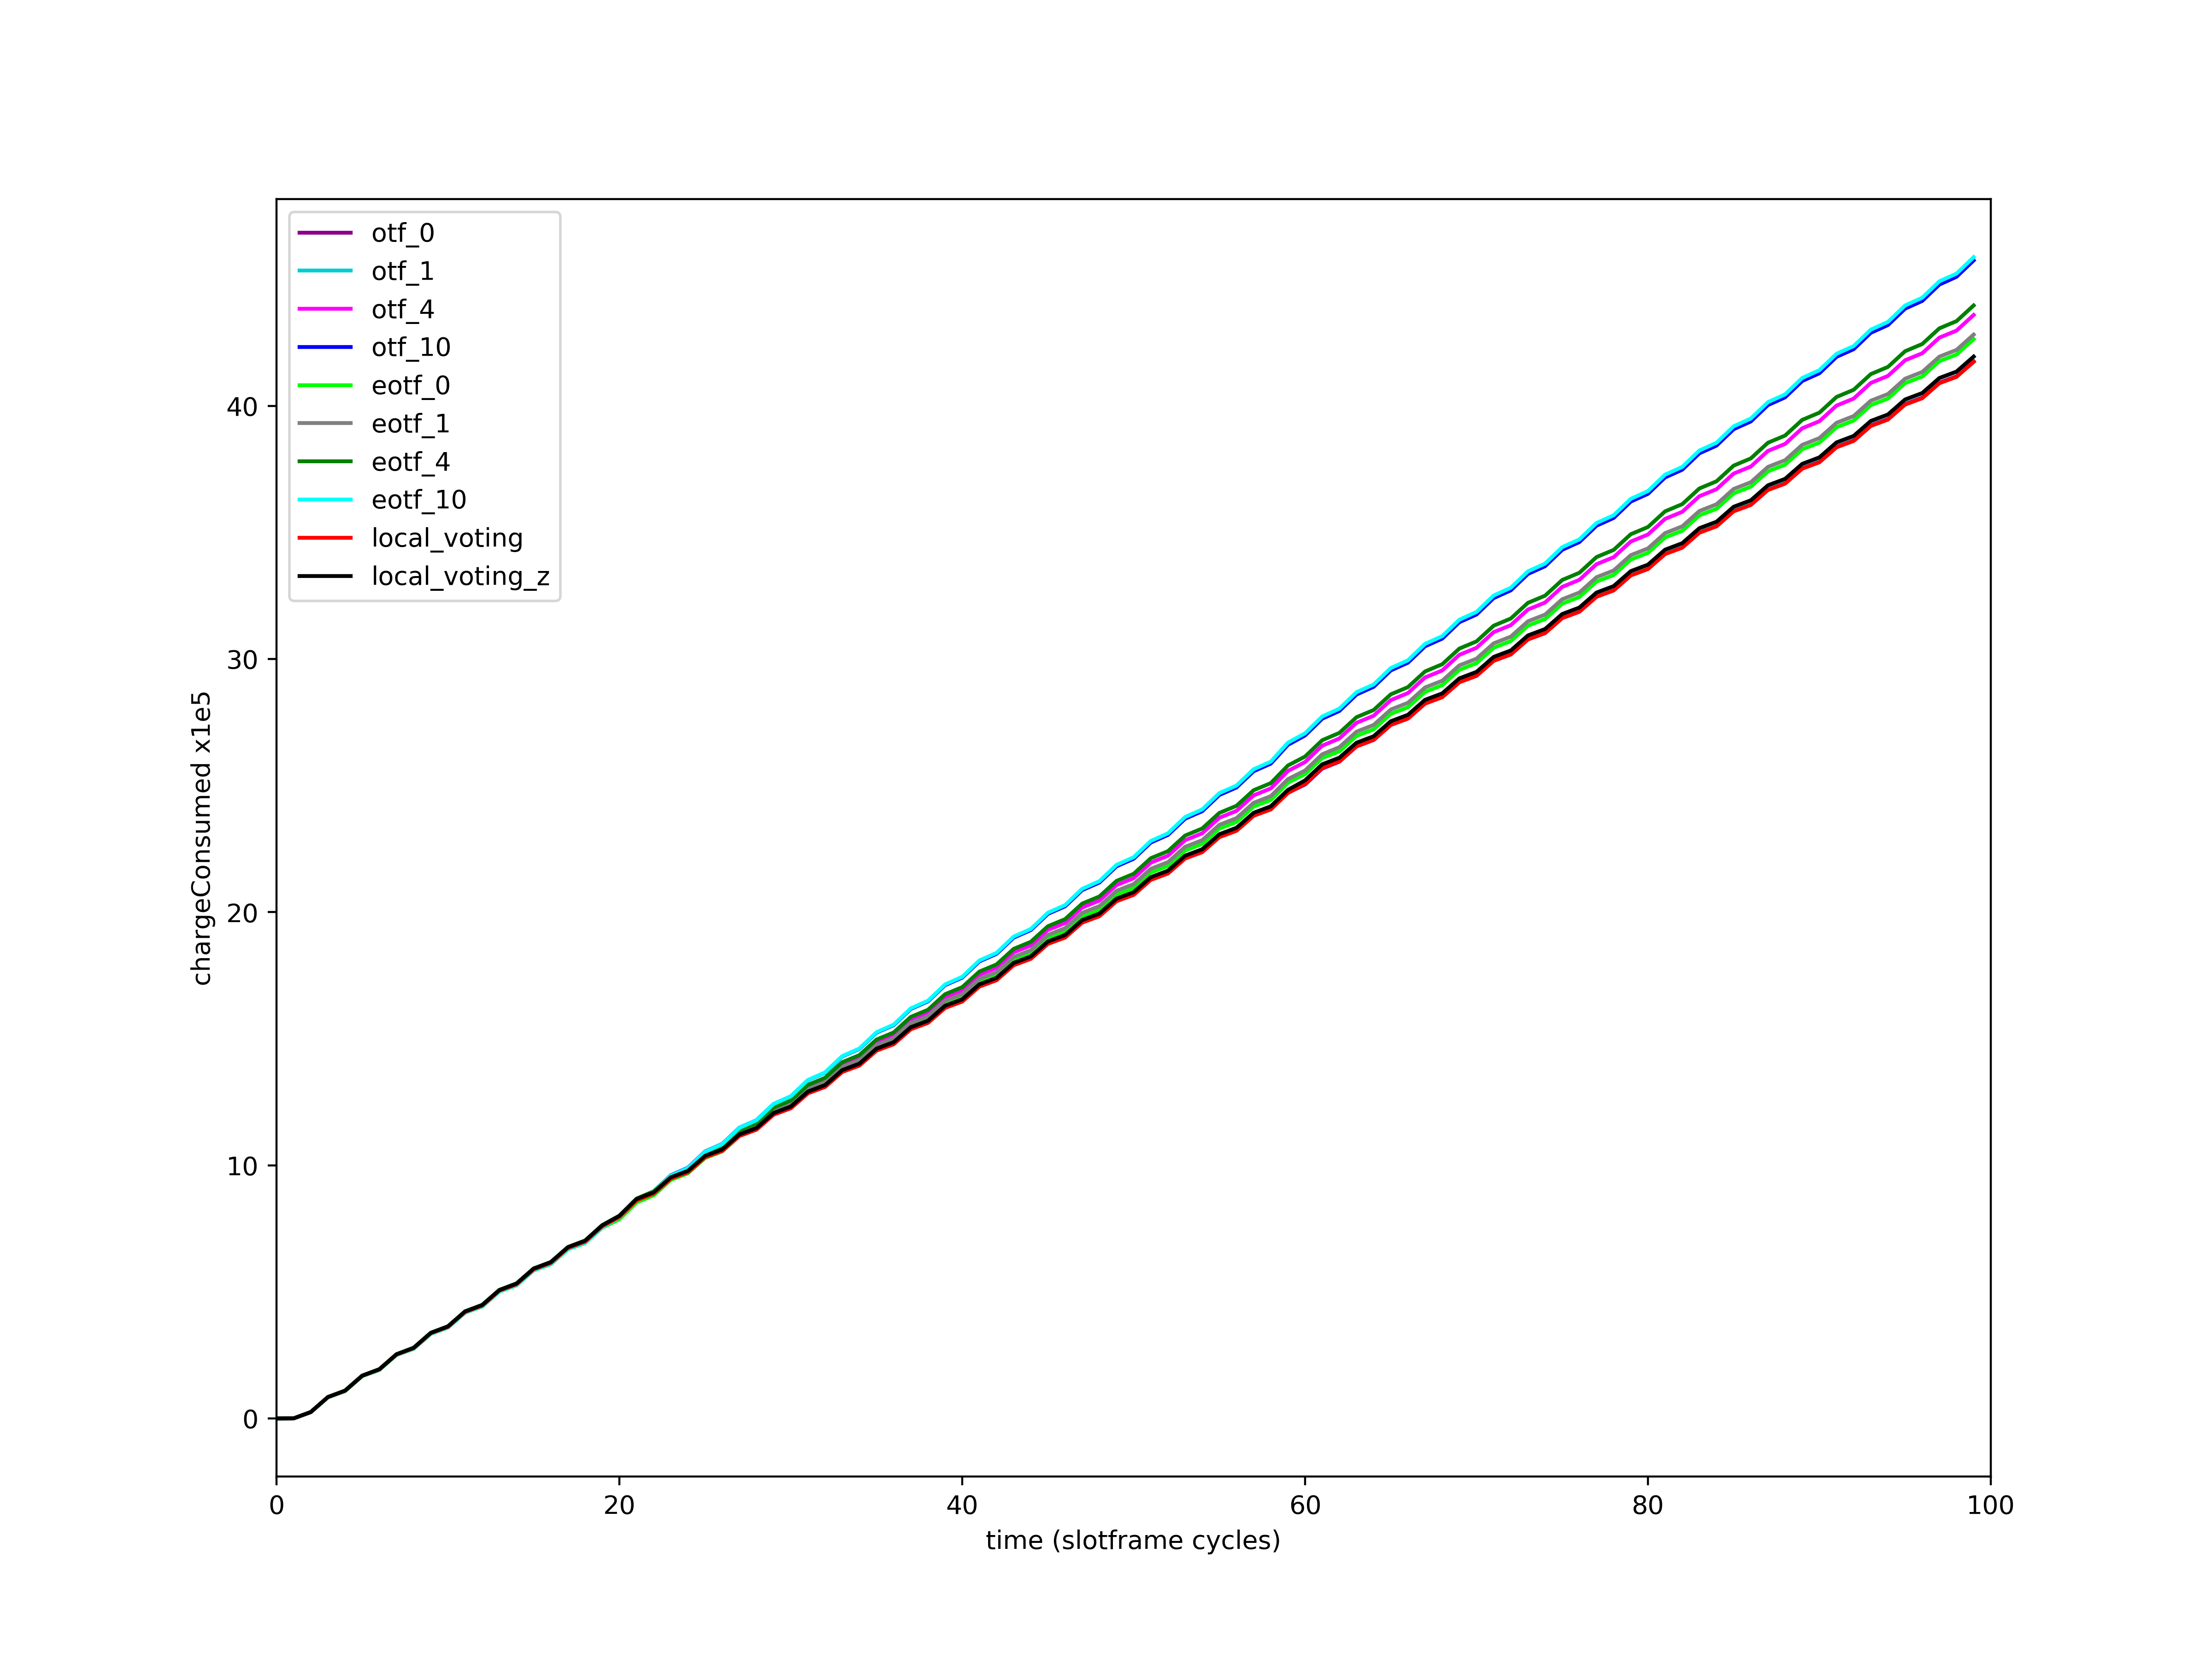 otf_0
otf_1
otf_4
otf_10
eotf_0
eotf_1
eotf_4
eotf_10
local_voting
local_voting_z
chargeConsumed x1e5
40
30
20
10
0
0 20 40 60 80 100
time (slotframe cycles)